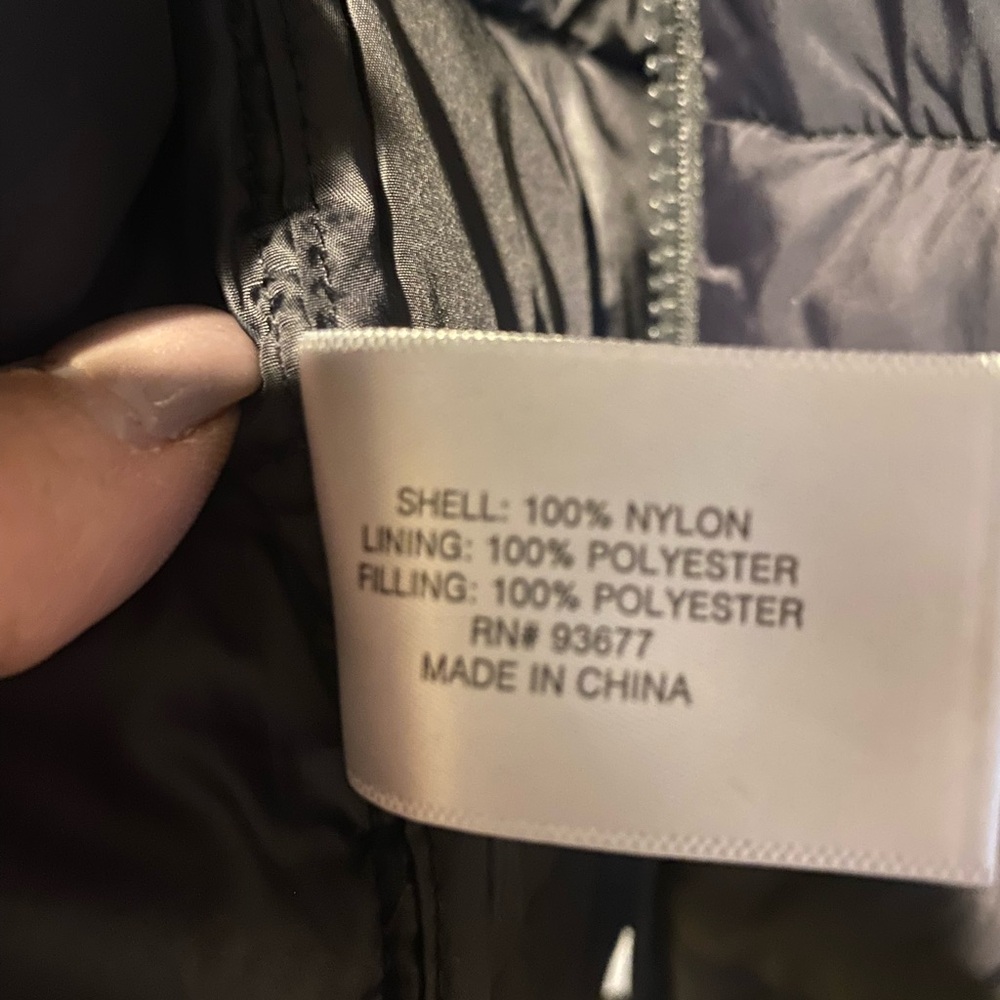 SHELL: 100% NYLON
LINING: 100% POLYESTER
FILLING: 100% POLYESTER
RN# 93677
MADE IN CHINA